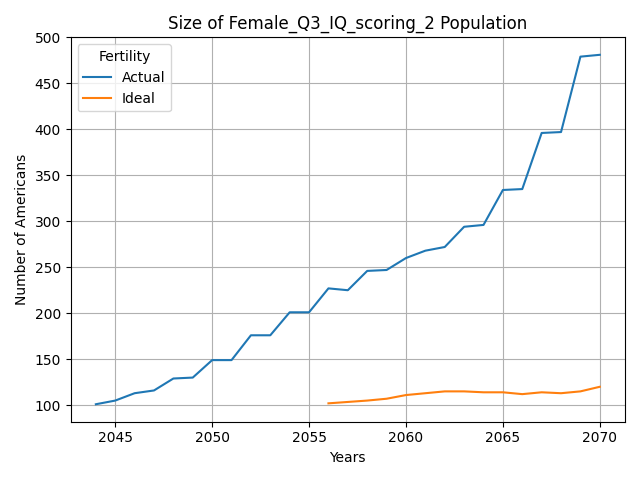 Size of Female_Q3_IQ_scoring_2 Population
Fertility
Actual
Ideal
500
450
400
350
300
250
200
150
100
Number of Americans
2045
2050
2055
2060
2065
2070
Years